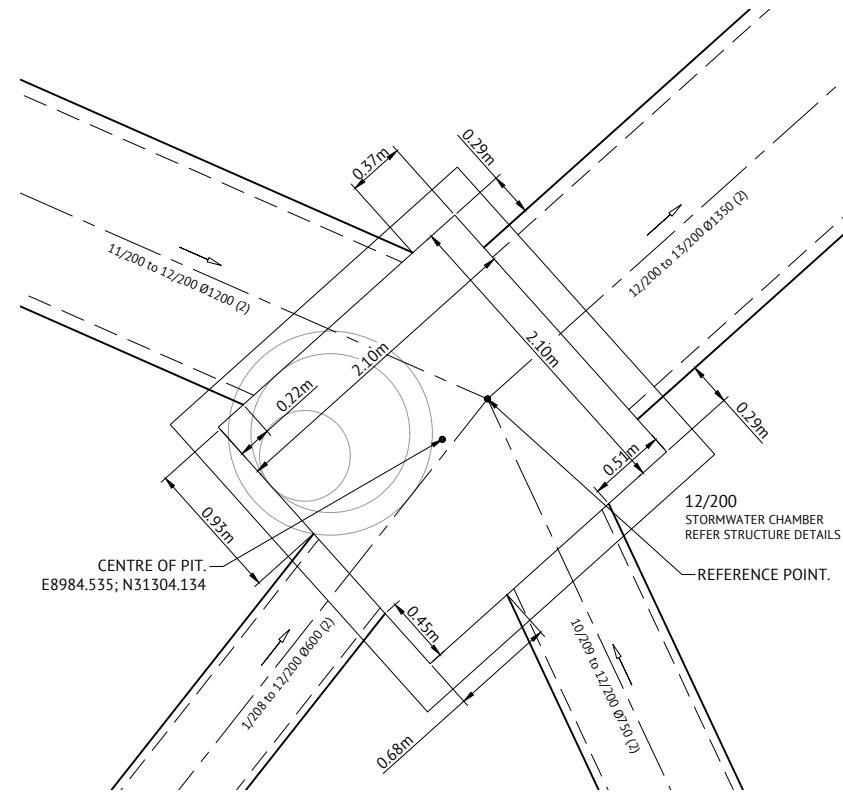 0.29m
0.37m
11/200 to 12/200 Ø1200 (2)
12/200 to 13/200 Ø1350 (2)
2.10m
2.10m
0.22m
0.29m
0.51m
0.93m
12/200
STORMWATER CHAMBER
REFER STRUCTURE DETAILS
CENTRE OF PIT.
E8984.535; N31304.134
REFERENCE POINT.
0.45m
1/208 to 12/200 Ø600 (2)
10/209 to 12/200 Ø750 (2)
0.68m